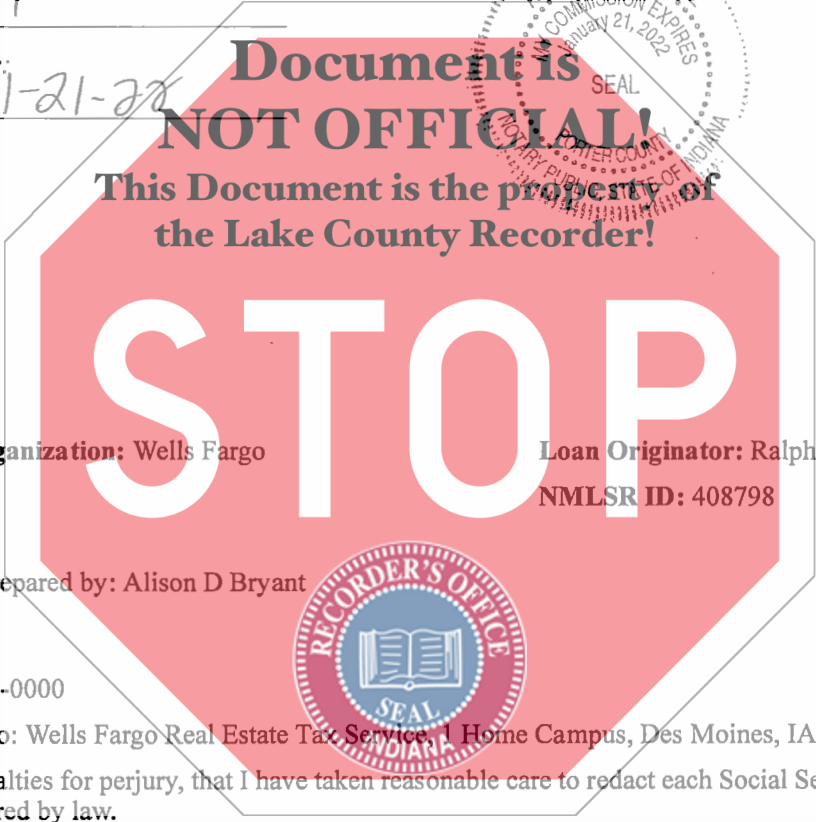 MY COMMISSION EXPIRES
January 21, 2022
SEAL
PORTER COUNTY
NOTARY PUBLIC, STATE OF INDIANA
1-21-22
Document is
NOT OFFICIAL!
This Document is the property of
the Lake County Recorder!
STOP
ganization: Wells Fargo Loan Originator: Ralph
NMLSR ID: 408798
epared by: Alison D Bryant
RECORDER'S OFFICE
SEAL
INDIANA
-0000
o: Wells Fargo Real Estate Tax Service, 1 Home Campus, Des Moines, IA
alties for perjury, that I have taken reasonable care to redact each Social Se
red by law.